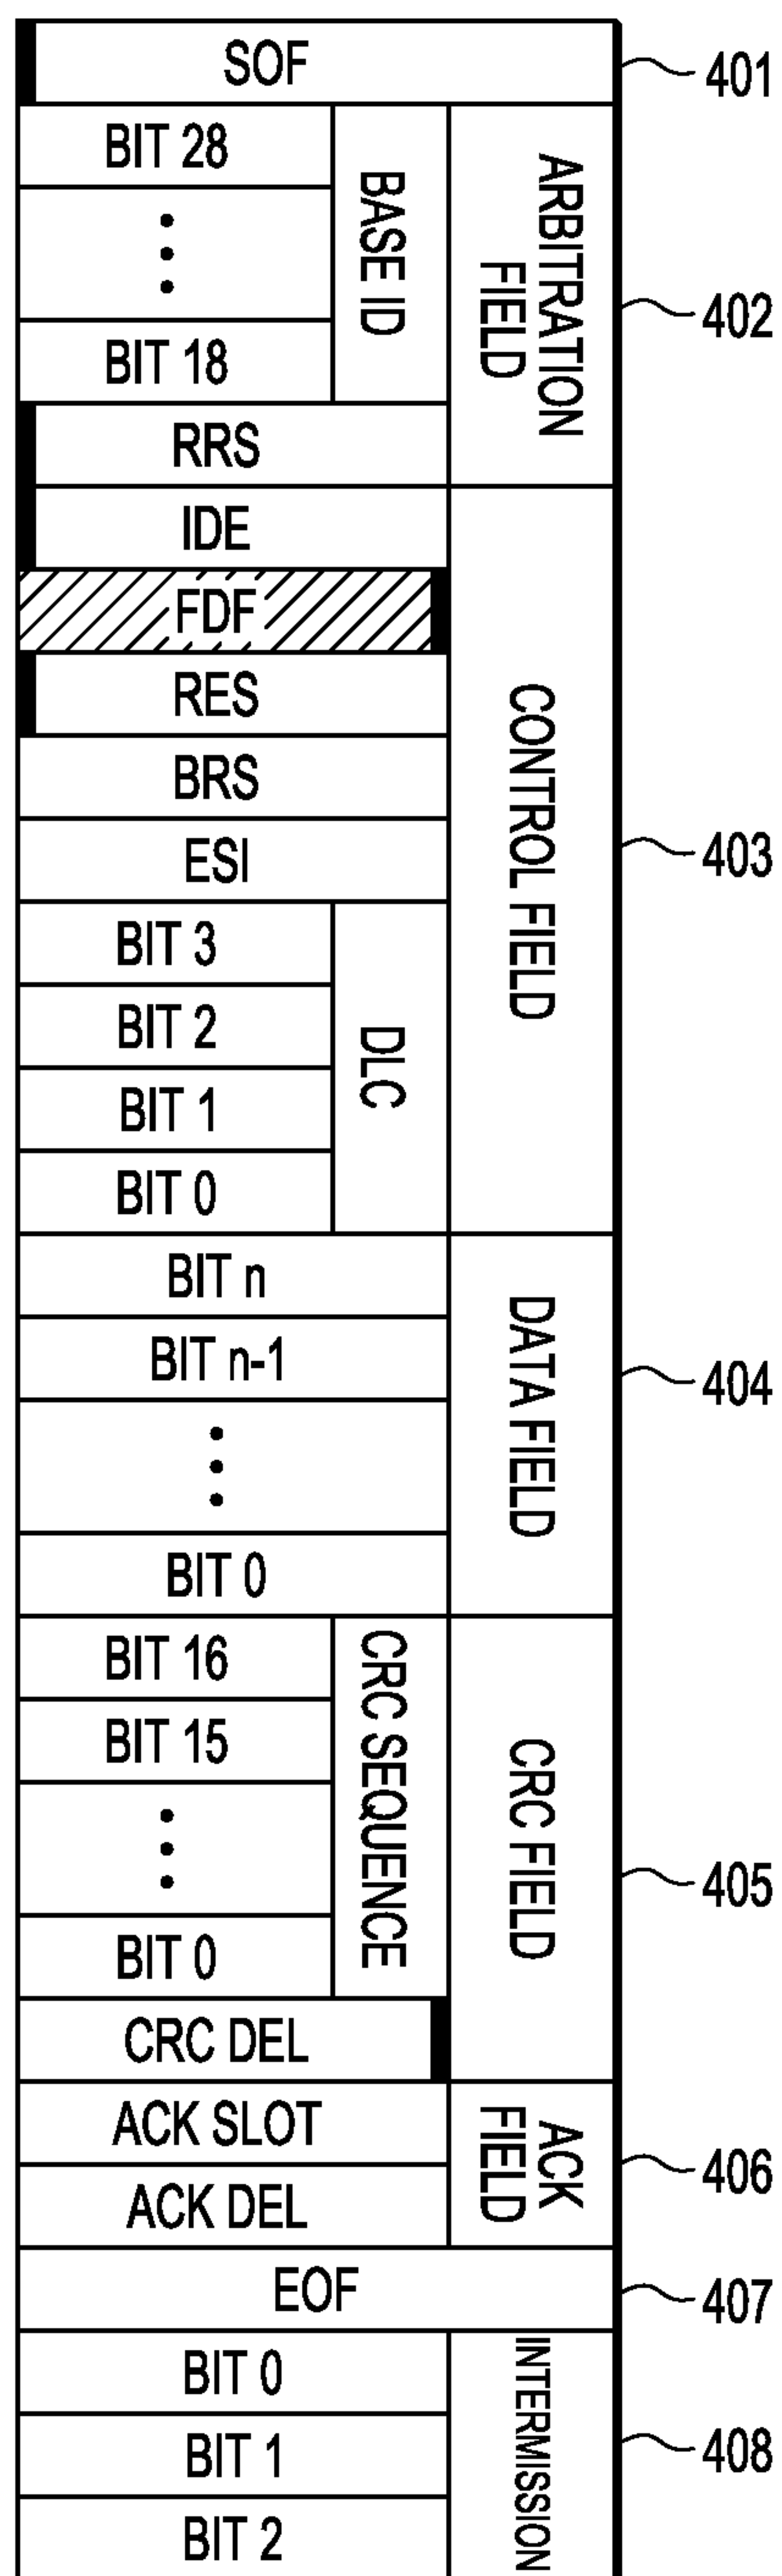 SOF
401
BIT 28
BIT 18
BASE ID
ARBITRATION
FIELD
402
RRS
IDE
FDF
RES
BRS
ESI
BIT 3
BIT 2
BIT 1
BIT 0
DLC
CONTROL FIELD
403
BIT n
BIT n-1
BIT 0
DATA FIELD
404
BIT 16
BIT 15
BIT 0
CRC SEQUENCE
CRC DEL
CRC FIELD
405
ACK SLOT
ACK DEL
ACK
FIELD
406
EOF
407
BIT 0
BIT 1
BIT 2
INTERMISSION
408